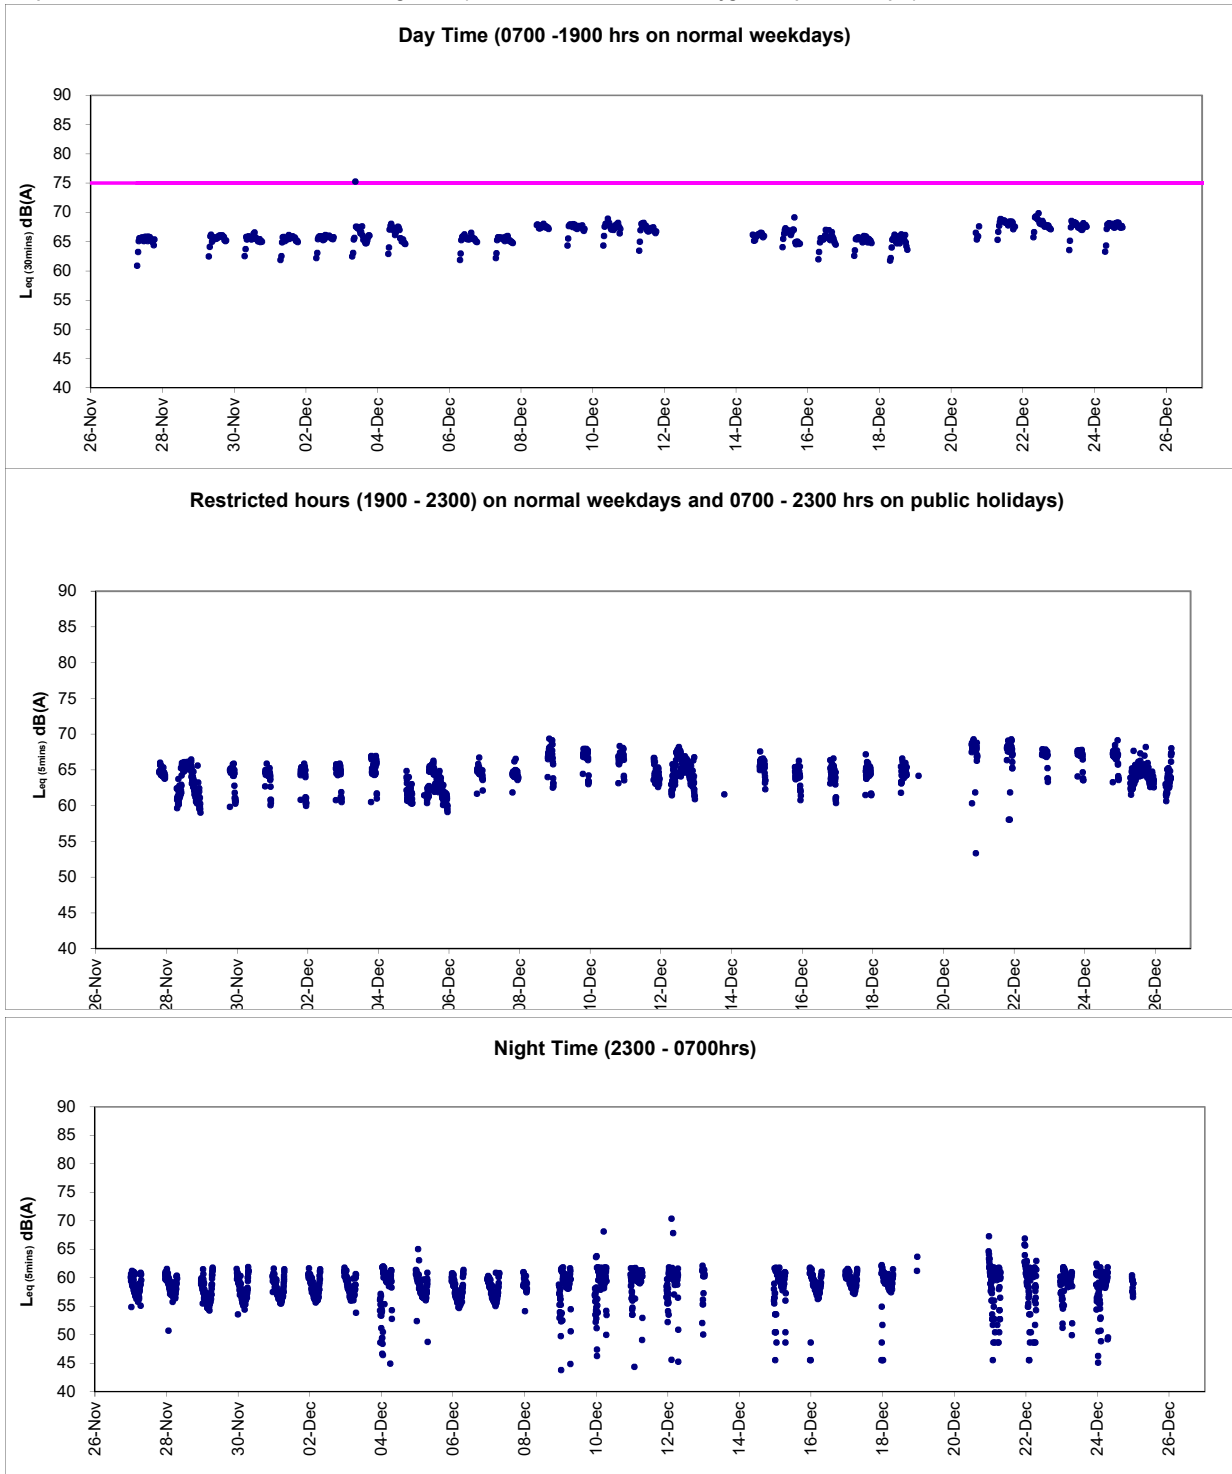 Day Time (0700 -1900 hrs on normal weekdays)
90
85
80
75
70
65
60
55
50
45
40
Leq (30mins) dB(A)
26-Nov
28-Nov
30-Nov
02-Dec
04-Dec
06-Dec
08-Dec
10-Dec
12-Dec
14-Dec
16-Dec
18-Dec
20-Dec
22-Dec
24-Dec
26-Dec
Restricted hours (1900 - 2300) on normal weekdays and 0700 - 2300 hrs on public holidays)
90
85
80
75
70
65
60
55
50
45
40
Leq (5mins) dB(A)
26-Nov
28-Nov
30-Nov
02-Dec
04-Dec
06-Dec
08-Dec
10-Dec
12-Dec
14-Dec
16-Dec
18-Dec
20-Dec
22-Dec
24-Dec
26-Dec
Night Time (2300 - 0700hrs)
90
85
80
75
70
65
60
55
50
45
40
Leq (5mins) dB(A)
26-Nov
28-Nov
30-Nov
02-Dec
04-Dec
06-Dec
08-Dec
10-Dec
12-Dec
14-Dec
16-Dec
18-Dec
20-Dec
22-Dec
24-Dec
26-Dec